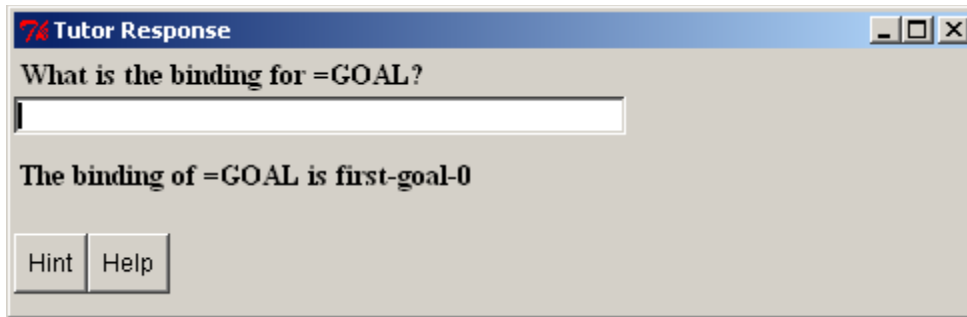 Tutor Response
What is the binding for =GOAL?
The binding of =GOAL is first-goal-0
Hint Help